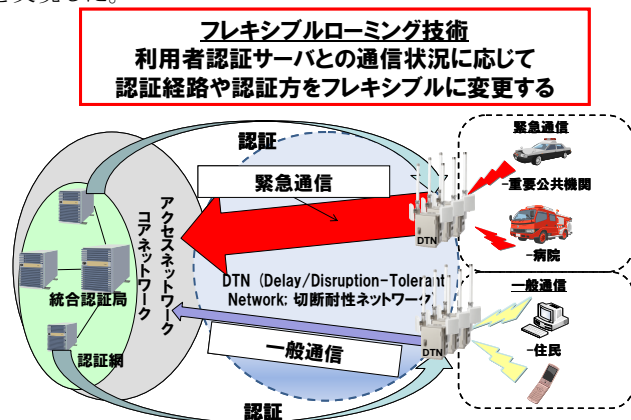 を実現した。
フレキシブルローミング技術
利用者認証サーバとの通信状況に応じて
認証経路や認証方をフレキシブルに変更する
認証
緊急通信
緊急通信
-重要公共機関
-病院
DTN
アクセスネットワーク
コアネットワーク
統合認証局
認証網
DTN (Delay/Disruption-Tolerant
Network; 切断耐性ネットワーク
一般通信
DTN
一般通信
-住民
認証